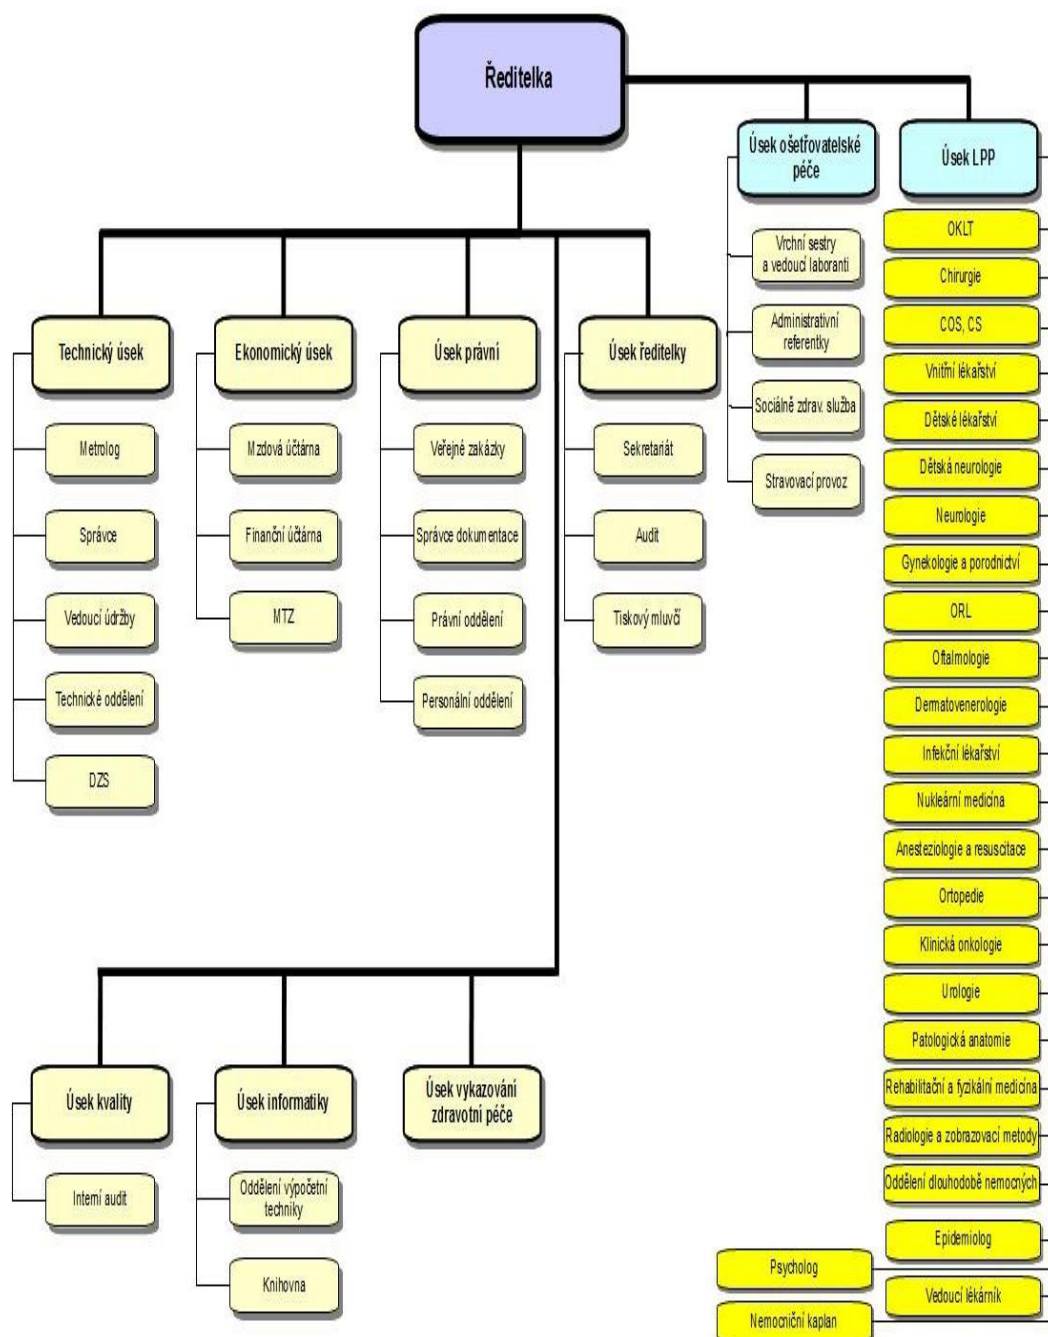 Ředitelka
Úsek ošetřovatelské
péče
Úsek LPP
Vrchní sestry
a vedoucí laboranti
Administrativní
referentky
Sociálně zdrav. služba
Stravovací provoz
Technický úsek
Metrolog
Správce
Vedoucí údržby
Technické oddělení
DZS
Ekonomický úsek
Mzdová účtárna
Finanční účtárna
MTZ
Úsek právní
Veřejné zakázky
Správce dokumentace
Právní oddělení
Personální oddělení
Úsek ředitelky
Sekretariát
Audit
Tiskový mluvčí
OKLT
Chirurgie
COS, CS
Vnitřní lékařství
Dětské lékařství
Dětská neurologie
Neurologie
Gynekologie a porodnictví
ORL
Oftalmologie
Dermatovenerologie
Infekční lékařství
Nukleární medicína
Anesteziologie a resuscitace
Ortopedie
Klinická onkologie
Urologie
Patologická anatomie
Rehabilitační a fyzikální medicína
Radiologie a zobrazovací metody
Oddělení dlouhodobě nemocných
Epidemiolog
Psycholog
Vedoucí lékárník
Nemocniční kaplan
Úsek kvality
Interní audit
Úsek informatiky
Oddělení výpočetní
techniky
Knihovna
Úsek vykazování
zdravotní péče